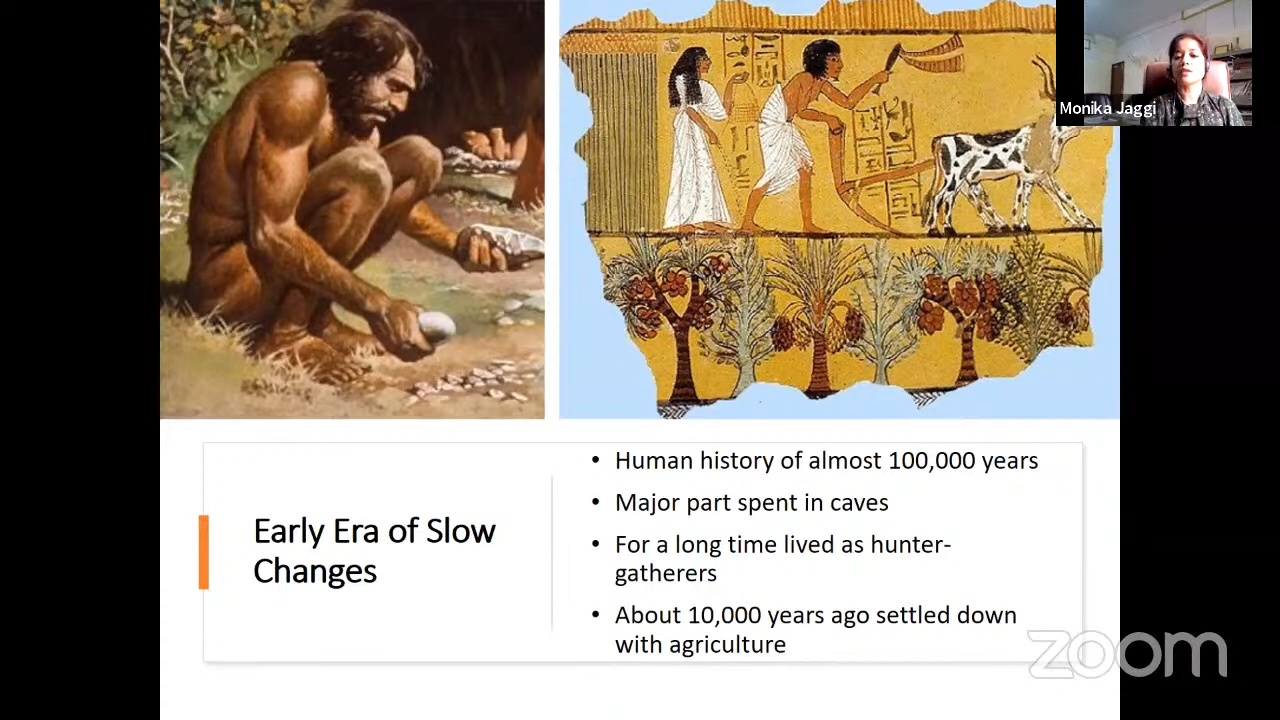 Monika Jaggi
Early Era of Slow
Changes
• Human history of almost 100,000 years
• Major part spent in caves
• For a long time lived as hunter-
gatherers
• About 10,000 years ago settled down
with agriculture
zoom